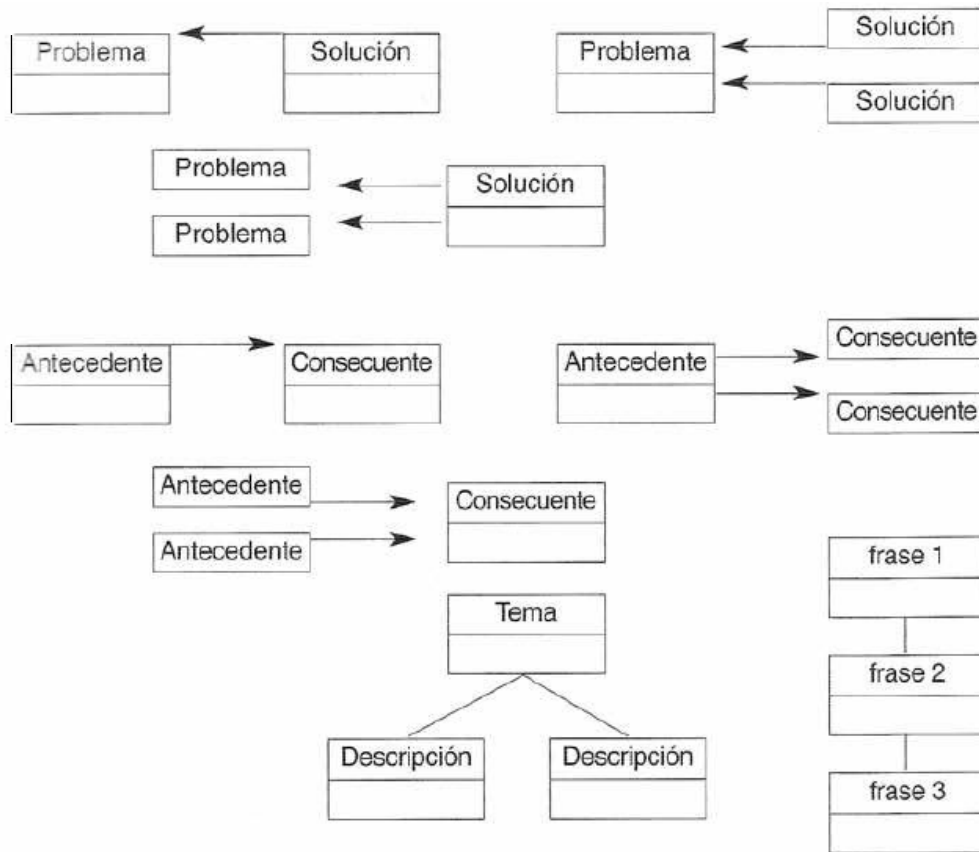 Problema
Solución
Problema
Solución
Solución
Problema
Problema
Solución
Antecedente
Consecuente
Antecedente
Consecuente
Consecuente
Antecedente
Antecedente
Consecuente
Tema
Descripción
Descripción
frase 1
frase 2
frase 3